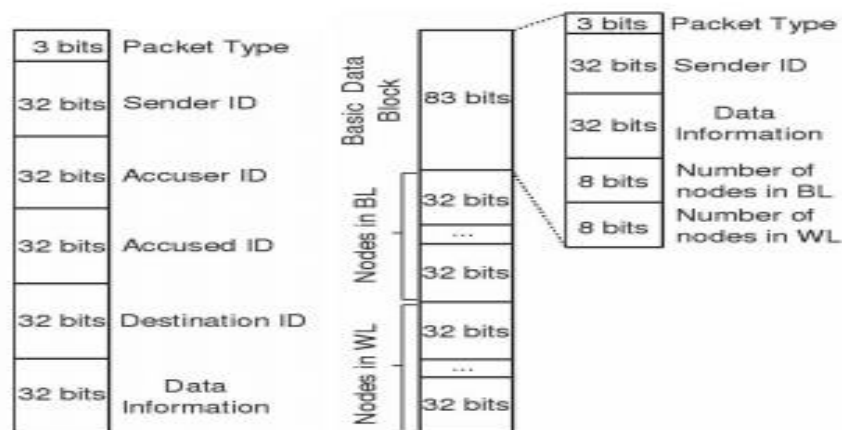 3 bits Packet Type
32 bits Sender ID
32 bits Accuser ID
32 bits Accused ID
32 bits Destination ID
32 bits Data
Information
Basic Data
Block
83 bits
Nodes in BL
32 bits
...
32 bits
Nodes in WL
32 bits
...
32 bits
3 bits Packet Type
32 bits Sender ID
32 bits Data
Information
8 bits Number of
nodes in BL
8 bits Number of
nodes in WL